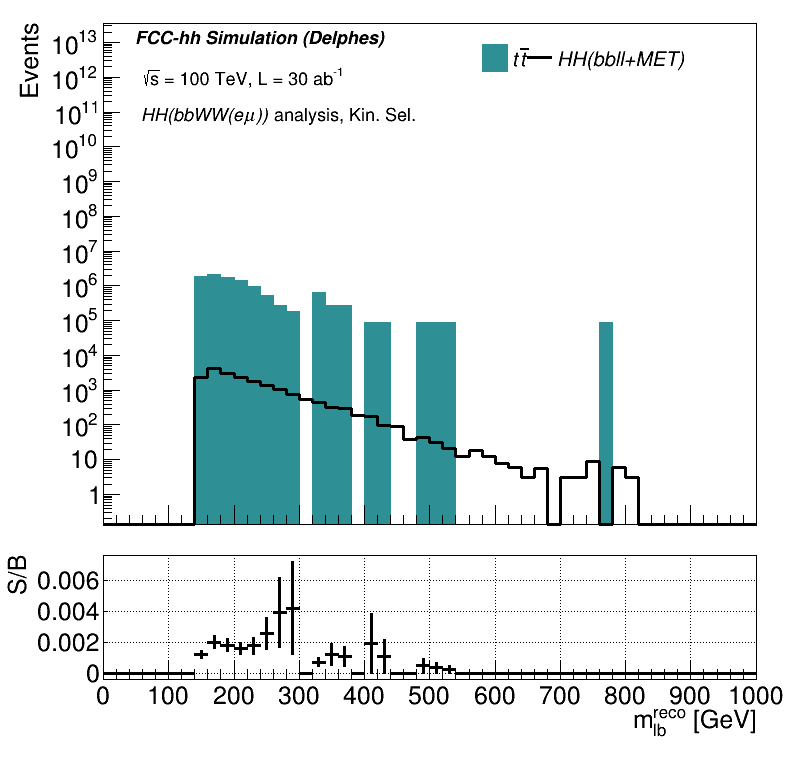 FCC-hh Simulation (Delphes)
√s = 100 TeV, L = 30 ab⁻¹
HH(bbWW(eμ)) analysis, Kin. Sel.
tt̅ HH(bbll+MET)
Events
10¹³
10¹²
10¹¹
10¹⁰
10⁹
10⁸
10⁷
10⁶
10⁵
10⁴
10³
10²
10
1
S/B
0.006
0.004
0.002
0
0 100 200 300 400 500 600 700 800 900 1000
m_lb^reco [GeV]